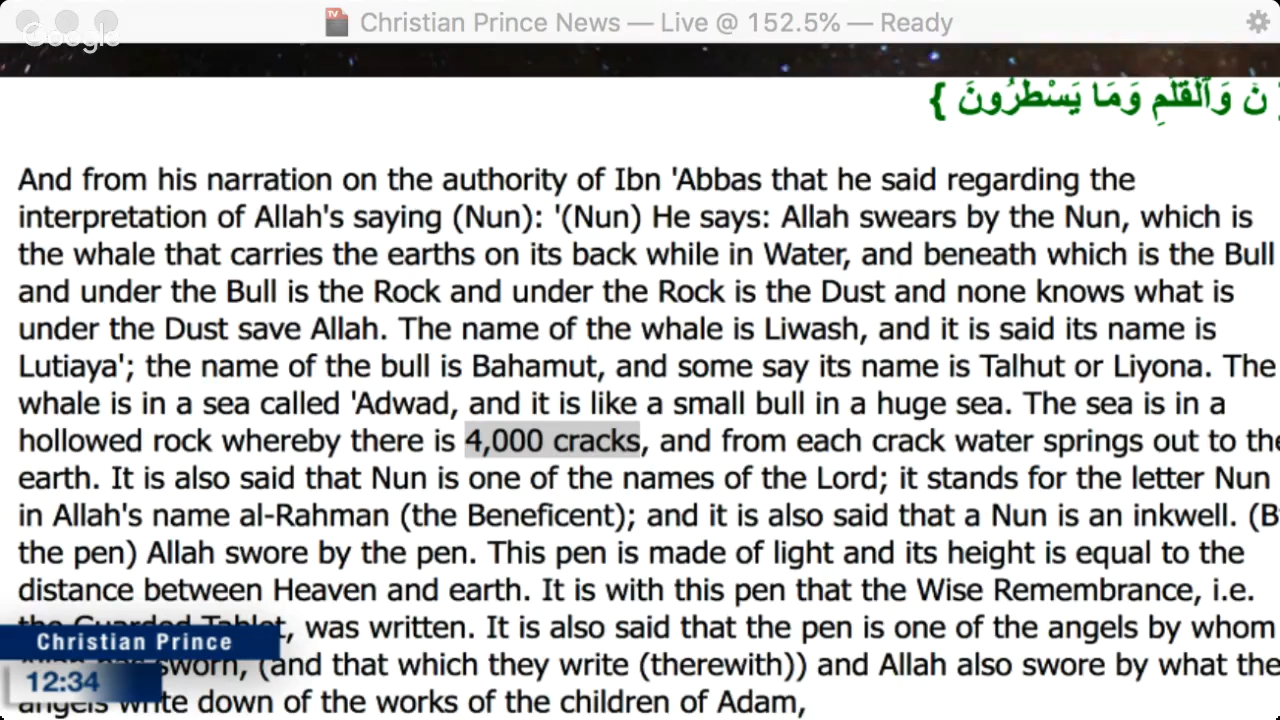 Christian Prince News — Live @ 152.5% — Ready
Google
نۤ وَٱلْقَلَمِ وَمَا يَسْطُرُونَ }
And from his narration on the authority of Ibn 'Abbas that he said regarding the
interpretation of Allah's saying (Nun): '(Nun) He says: Allah swears by the Nun, which is
the whale that carries the earths on its back while in Water, and beneath which is the Bull
and under the Bull is the Rock and under the Rock is the Dust and none knows what is
under the Dust save Allah. The name of the whale is Liwash, and it is said its name is
Lutiaya'; the name of the bull is Bahamut, and some say its name is Talhut or Liyona. The
whale is in a sea called 'Adwad, and it is like a small bull in a huge sea. The sea is in a
hollowed rock whereby there is 4,000 cracks, and from each crack water springs out to the
earth. It is also said that Nun is one of the names of the Lord; it stands for the letter Nun
in Allah's name al-Rahman (the Beneficent); and it is also said that a Nun is an inkwell. (By
the pen) Allah swore by the pen. This pen is made of light and its height is equal to the
distance between Heaven and earth. It is with this pen that the Wise Remembrance, i.e.
the Guarded Tablet, was written. It is also said that the pen is one of the angels by whom
sworn, (and that which they write (therewith)) and Allah also swore by what the
angels write down of the works of the children of Adam,
Christian Prince
12:34